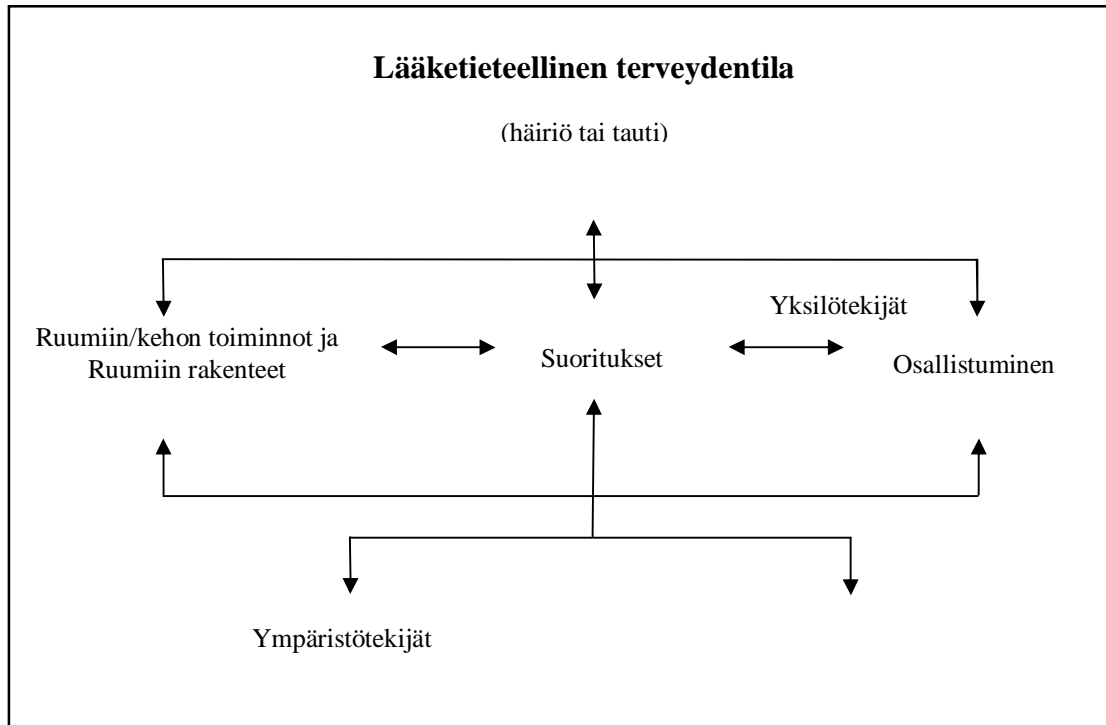 Lääketieteellinen terveydentila
(häiriö tai tauti)
Yksilötekijät
Ruumiin/kehon toiminnot ja
Ruumiin rakenteet
Suoritukset
Osallistuminen
Ympäristötekijät